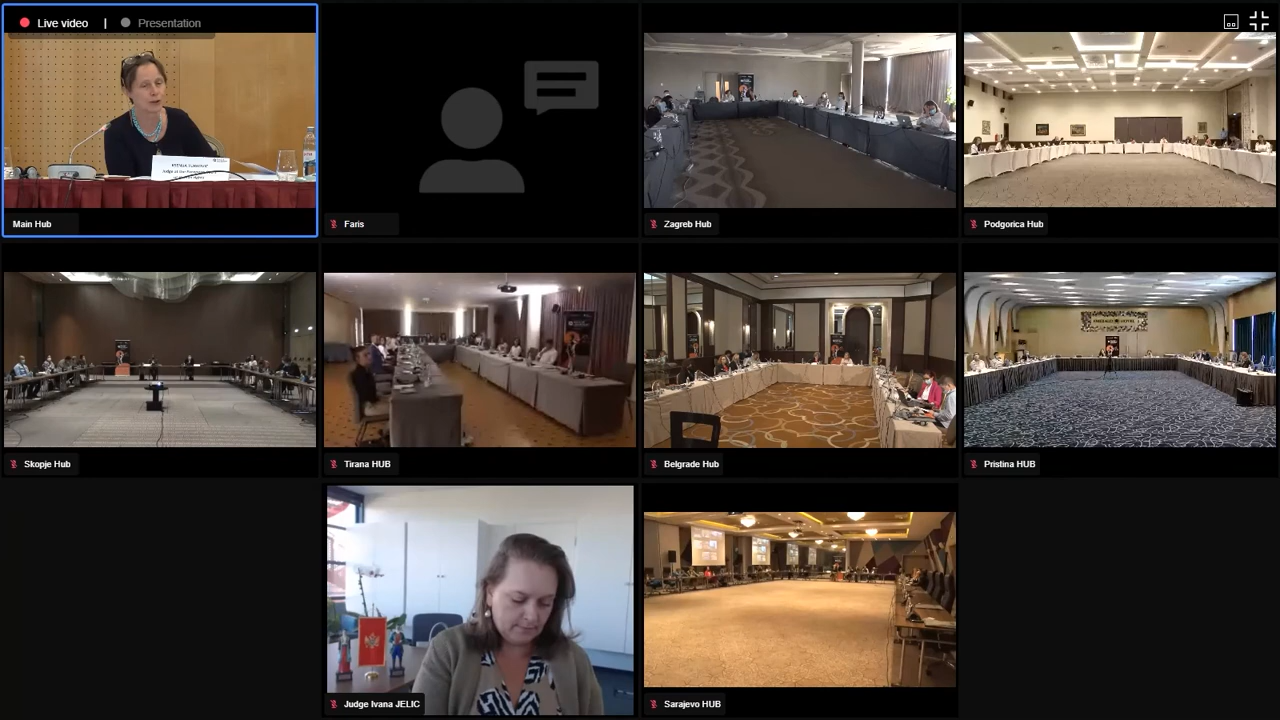 Live video | Presentation
Main Hub
Faris
Zagreb Hub
Podgorica Hub
Skopje Hub
Tirana HUB
Belgrade Hub
Pristina HUB
Judge Ivana JELIC
Sarajevo HUB